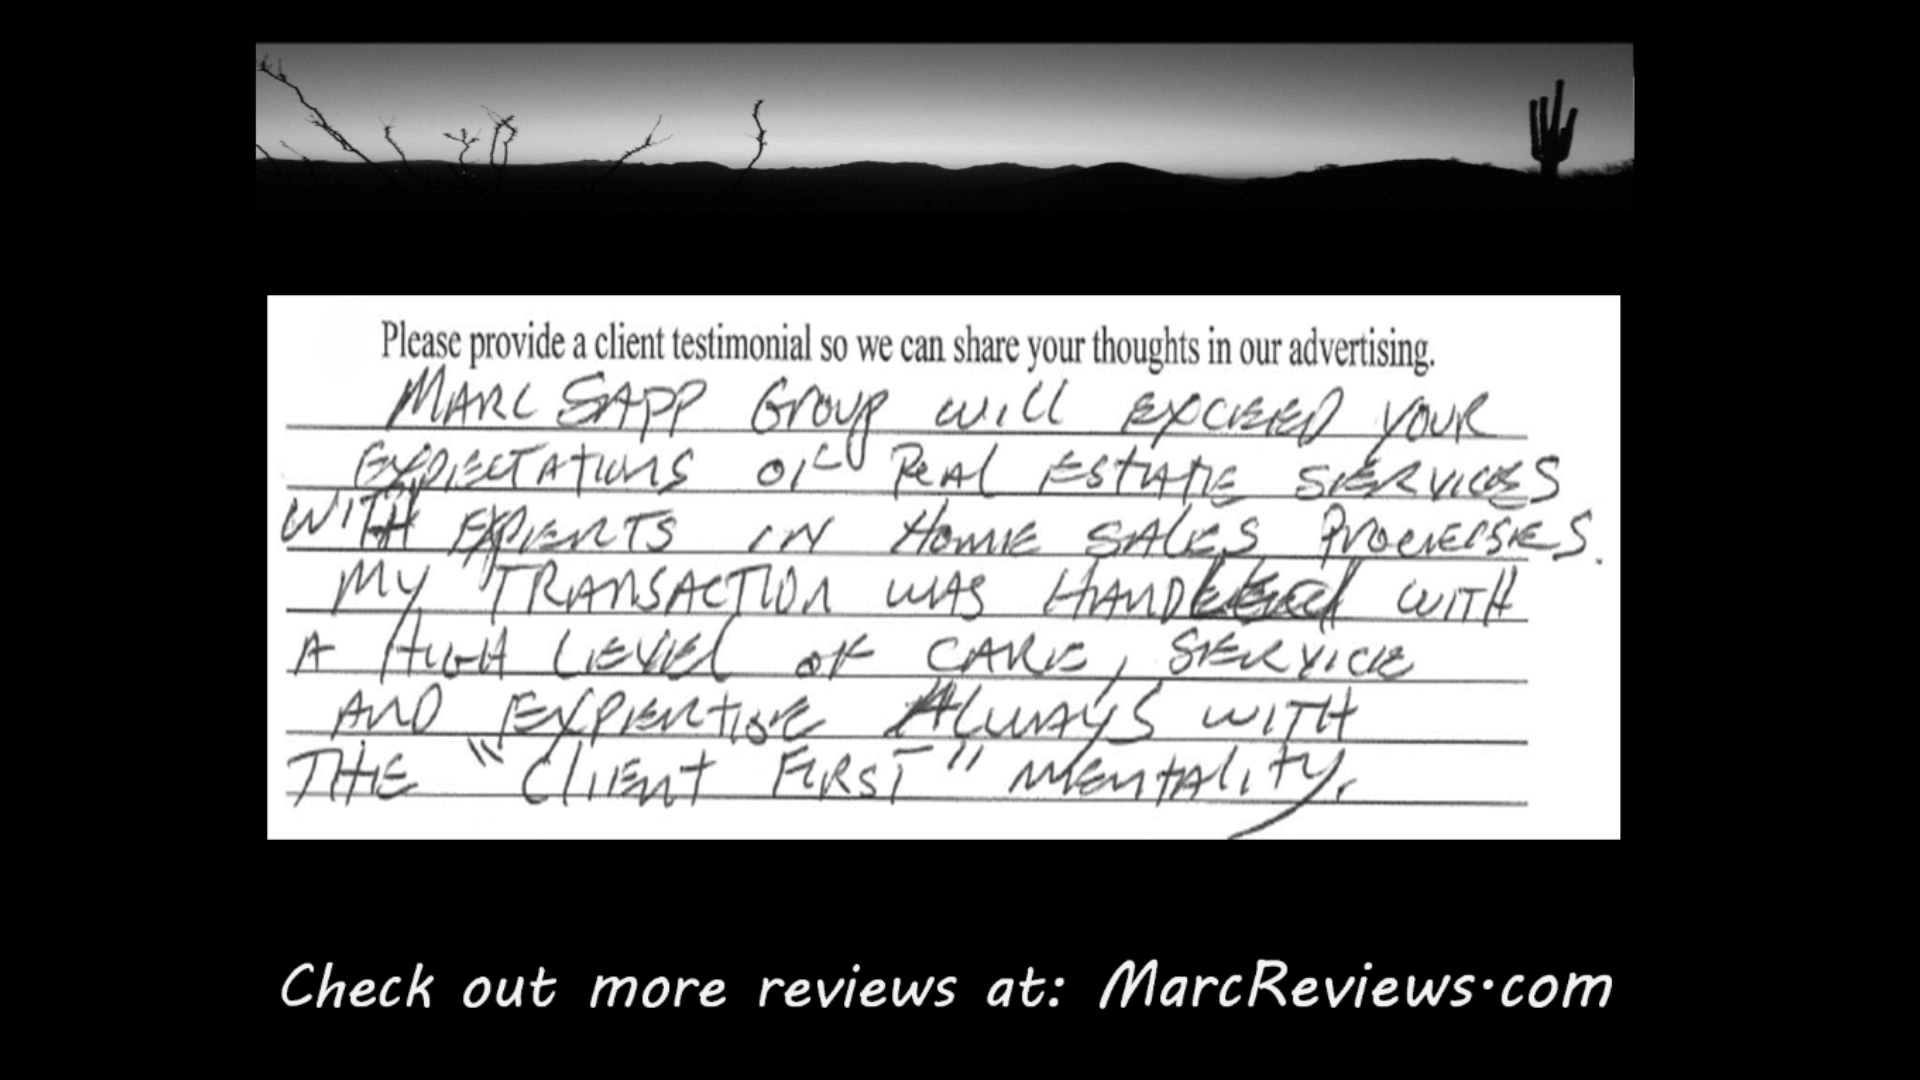 Please provide a client testimonial so we can share your thoughts in our advertising.
MARC SAPP Group will EXCEED YOUR
EXPECTATIONS OF REAL ESTATE SERVICES
WITH EXPERTS IN HOME SALES PROCESSES.
MY TRANSACTION WAS HANDLED WITH
A HIGH LEVEL OF CARE, SERVICE
AND EXPERTISE ALWAYS WITH
THE "CLIENT FIRST" MENTALITY.
Check out more reviews at: MarcReviews.com